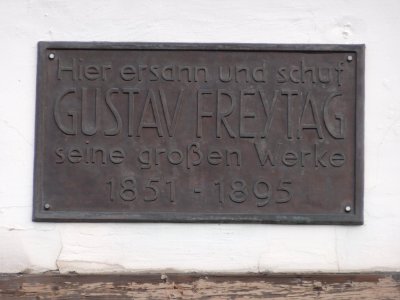 Hier ersann und schuf
GUSTAV FREYTAG
seine großen Werke
1851 - 1895